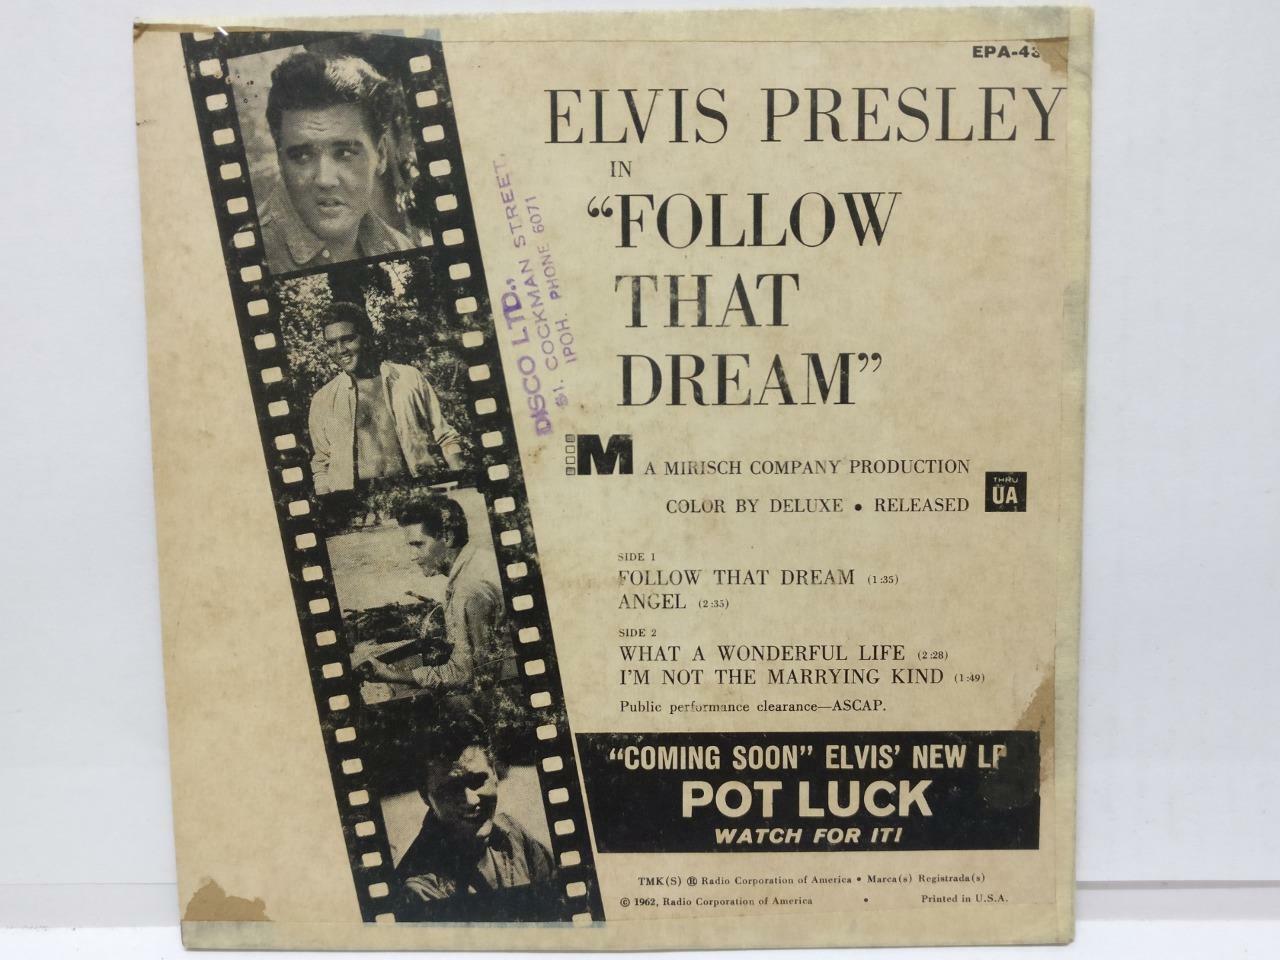 EPA-43
ELVIS PRESLEY
IN
“FOLLOW
THAT
DREAM”
DISCO LTD.,
51. COCKMAN STREET,
IPOH. PHONE 6071
M A MIRISCH COMPANY PRODUCTION
COLOR BY DELUXE • RELEASED
THRU
UA
SIDE 1
FOLLOW THAT DREAM (1:35)
ANGEL (2:35)
SIDE 2
WHAT A WONDERFUL LIFE (2:28)
I'M NOT THE MARRYING KIND (1:49)
Public performance clearance—ASCAP.
“COMING SOON” ELVIS’ NEW LP
POT LUCK
WATCH FOR IT!
TMK(S) ® Radio Corporation of America • Marca(s) Registrada(s)
© 1962, Radio Corporation of America • Printed in U.S.A.